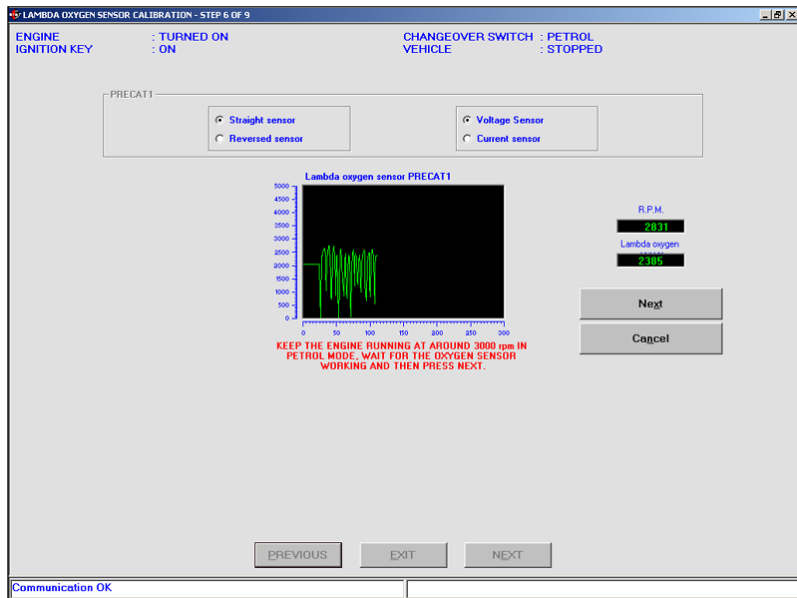 LAMBDA OXYGEN SENSOR CALIBRATION - STEP 6 OF 9
ENGINE : TURNED ON CHANGEOVER SWITCH : PETROL
IGNITION KEY : ON VEHICLE : STOPPED
PRECAT1
Straight sensor Voltage Sensor
Reversed sensor Current sensor
Lambda oxygen sensor PRECAT1
5000
4500
4000
3500
3000
2500
2000
1500
1000
500
0
0 50 100 150 200 250 300
R.P.M.
2831
Lambda oxygen
2385
Next
Cancel
KEEP THE ENGINE RUNNING AT AROUND 3000 rpm IN
PETROL MODE, WAIT FOR THE OXYGEN SENSOR
WORKING AND THEN PRESS NEXT.
PREVIOUS EXIT NEXT
Communication OK